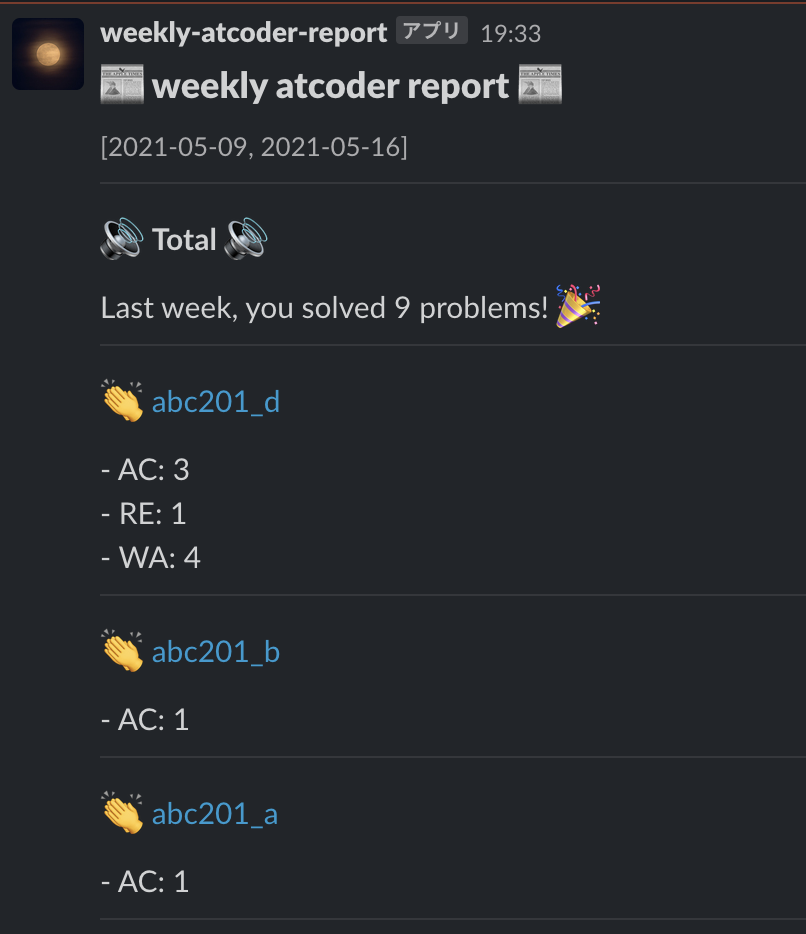 weekly-atcoder-report アプリ 19:33
weekly atcoder report
[2021-05-09, 2021-05-16]
Total
Last week, you solved 9 problems!
abc201_d
- AC: 3
- RE: 1
- WA: 4
abc201_b
- AC: 1
abc201_a
- AC: 1